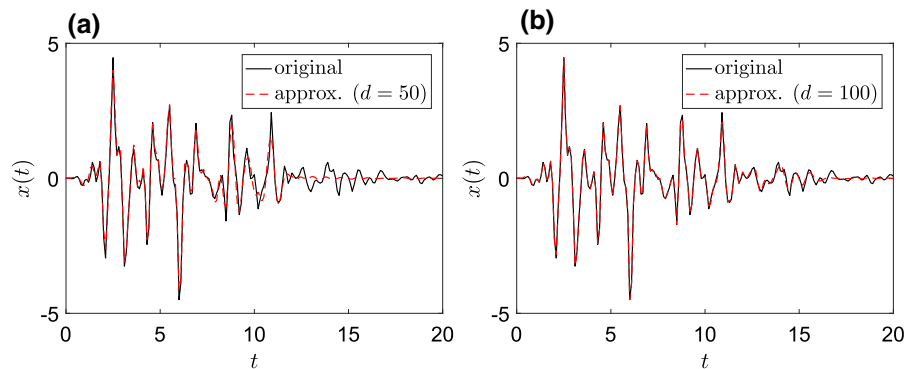 (a)
5
0
-5
x(t)
0 5 10 15 20
t
original
approx. (d = 50)
(b)
5
0
-5
x(t)
0 5 10 15 20
t
original
approx. (d = 100)